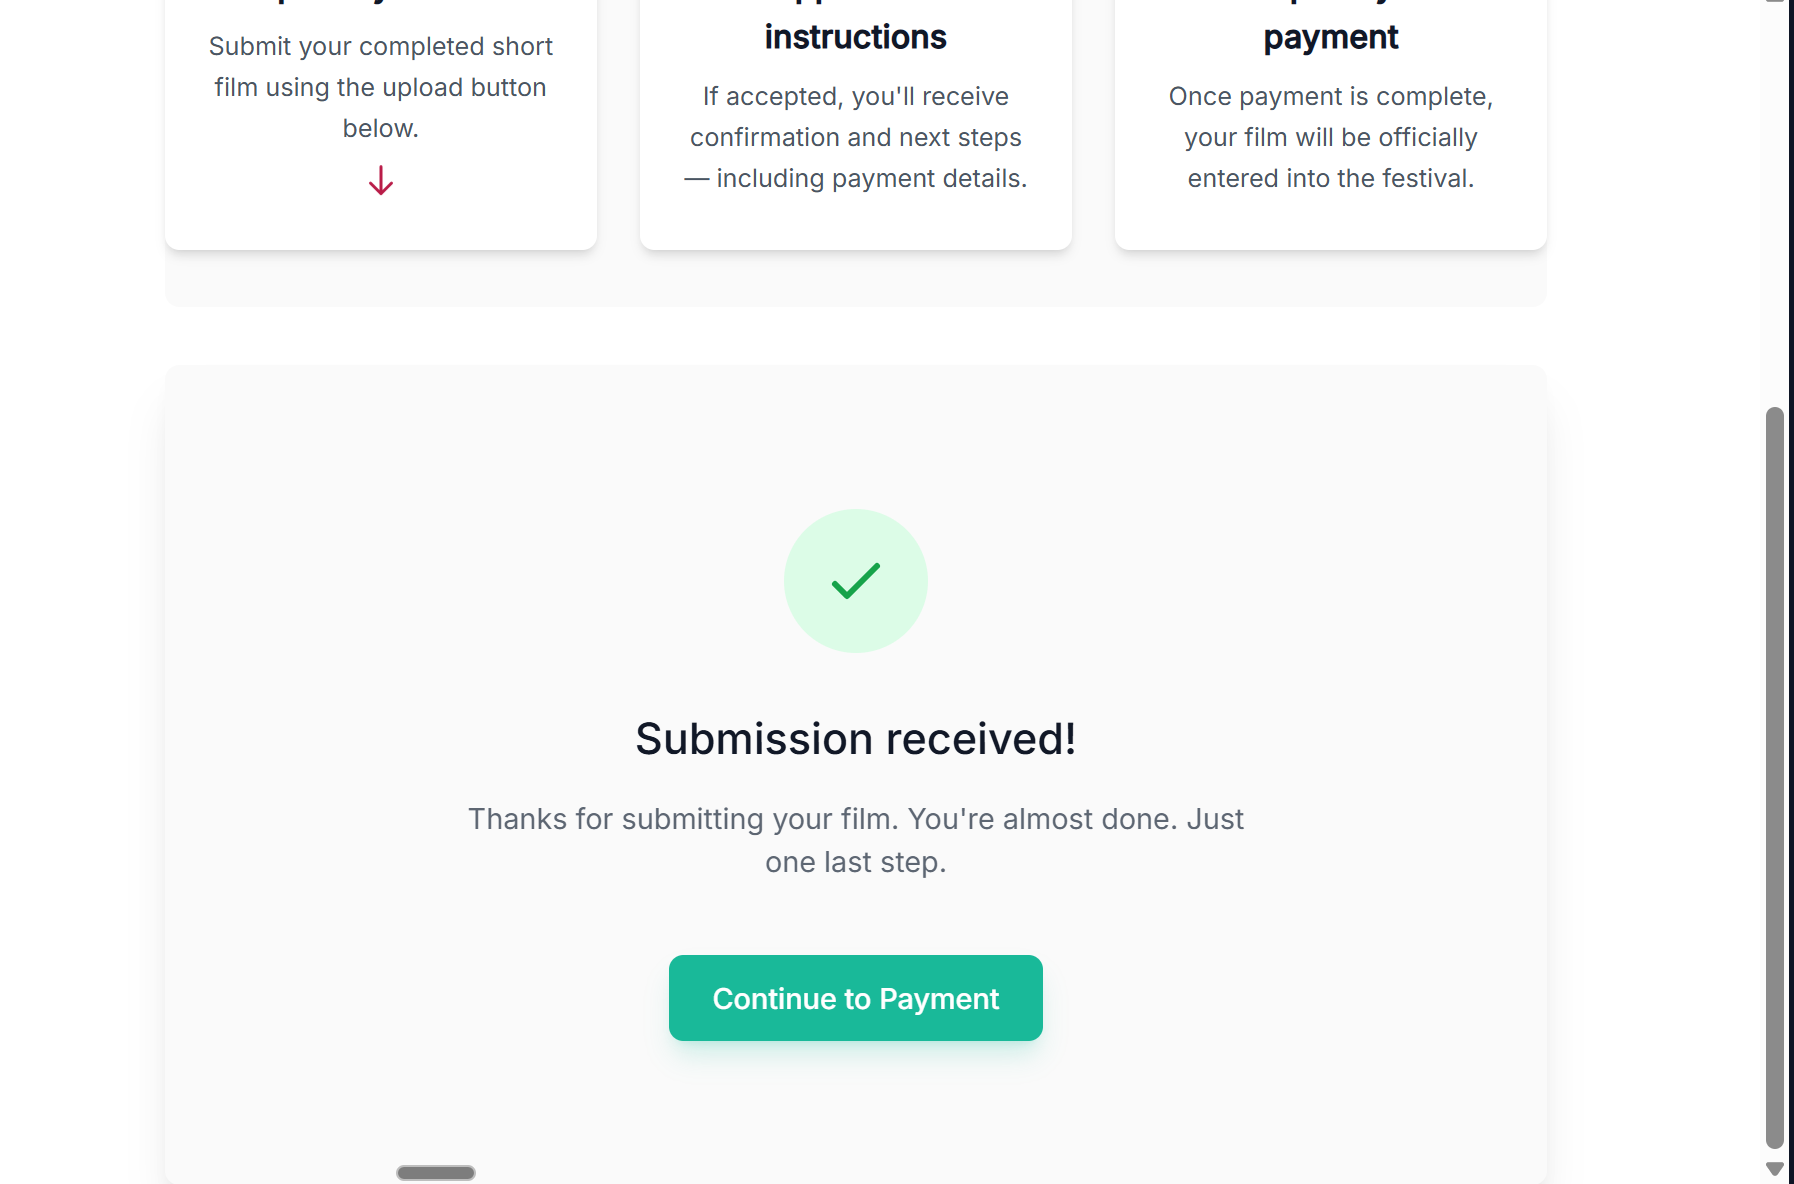 Submit your completed short
film using the upload button
below.
instructions
If accepted, you'll receive
confirmation and next steps
— including payment details.
payment
Once payment is complete,
your film will be officially
entered into the festival.
Submission received!
Thanks for submitting your film. You're almost done. Just
one last step.
Continue to Payment